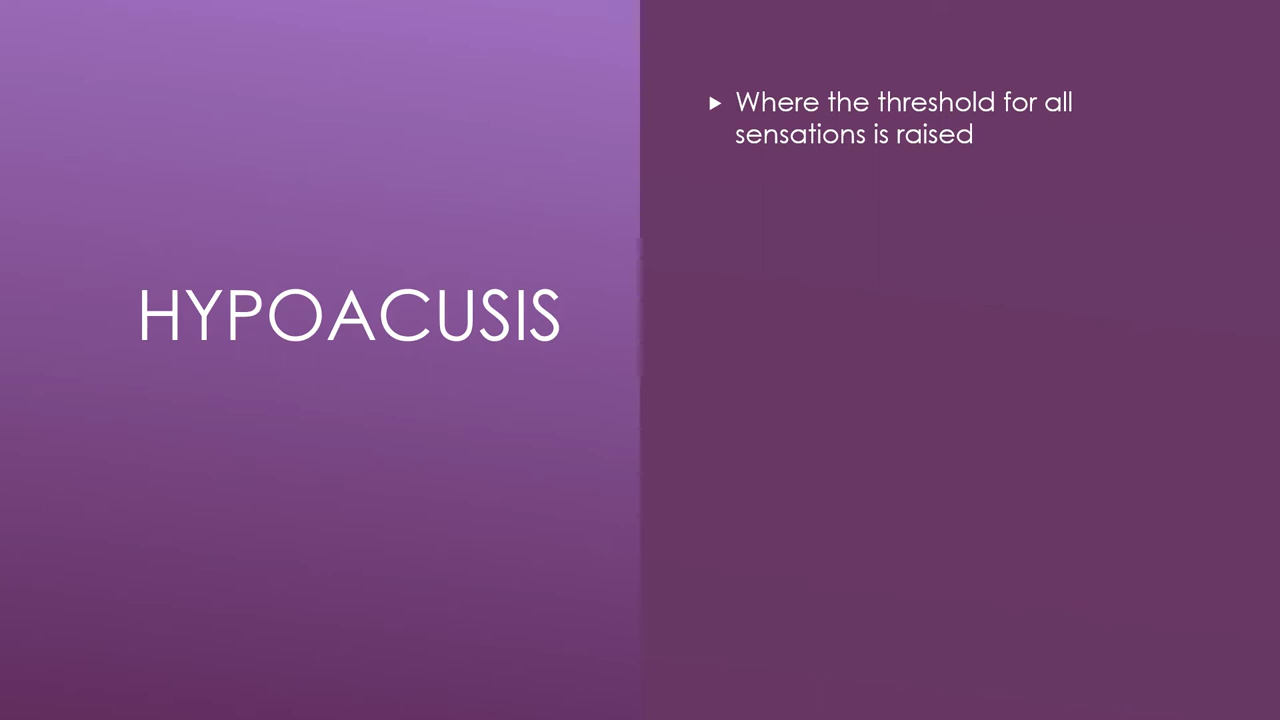 HYPOACUSIS
Where the threshold for all
sensations is raised